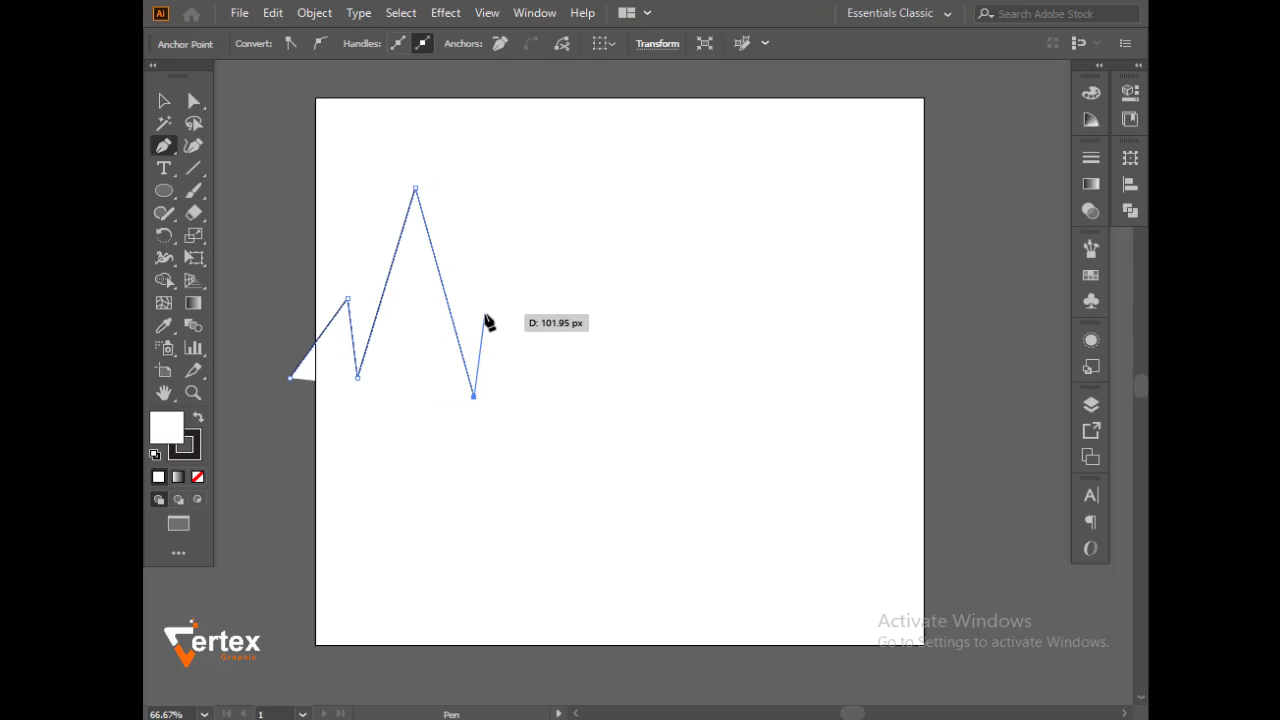 Ai File Edit Object Type Select Effect View Window Help Essentials Classic Search Adobe Stock
Anchor Point Convert: Handles: Anchors: Transform
D: 101.95 px
Activate Windows
Go to Settings to activate Windows.
ertex
Graphic
66.67% 1 Pen